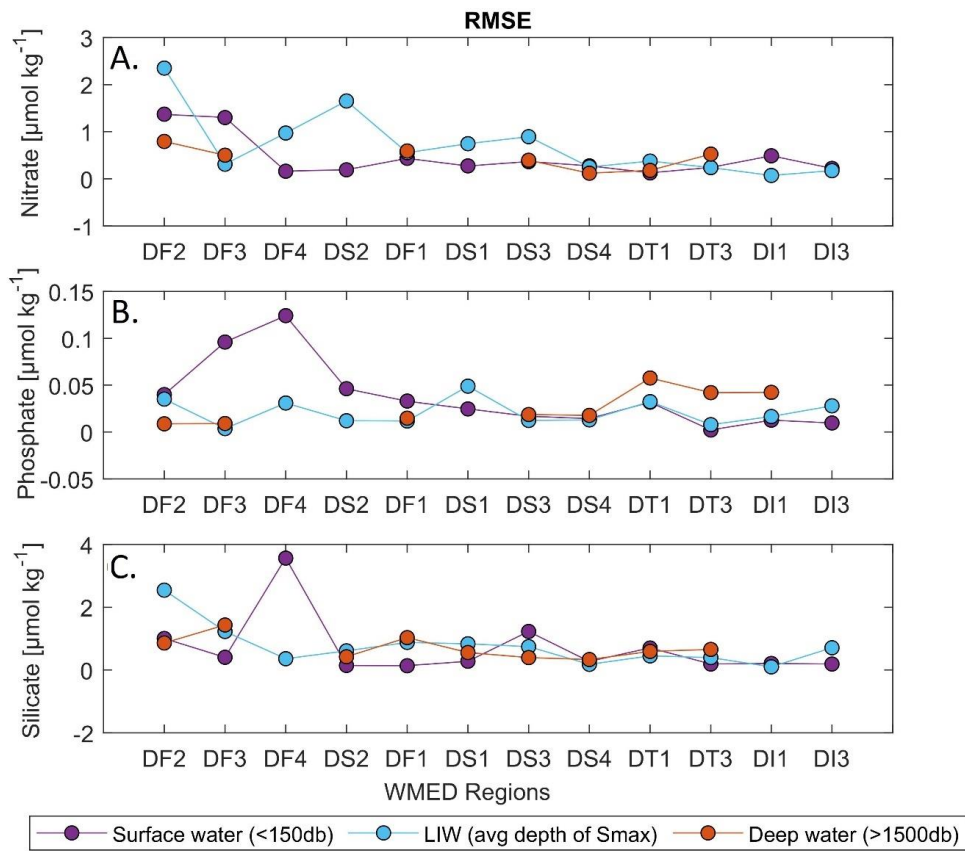 RMSE
A.
Nitrate [µmol kg⁻¹]
3
2
1
0
-1
DF2 DF3 DF4 DS2 DF1 DS1 DS3 DS4 DT1 DT3 DI1 DI3
B.
Phosphate [µmol kg⁻¹]
0.15
0.1
0.05
0
-0.05
DF2 DF3 DF4 DS2 DF1 DS1 DS3 DS4 DT1 DT3 DI1 DI3
C.
Silicate [µmol kg⁻¹]
4
2
0
-2
DF2 DF3 DF4 DS2 DF1 DS1 DS3 DS4 DT1 DT3 DI1 DI3
WMED Regions
Surface water (<150db) LIW (avg depth of Smax) Deep water (>1500db)